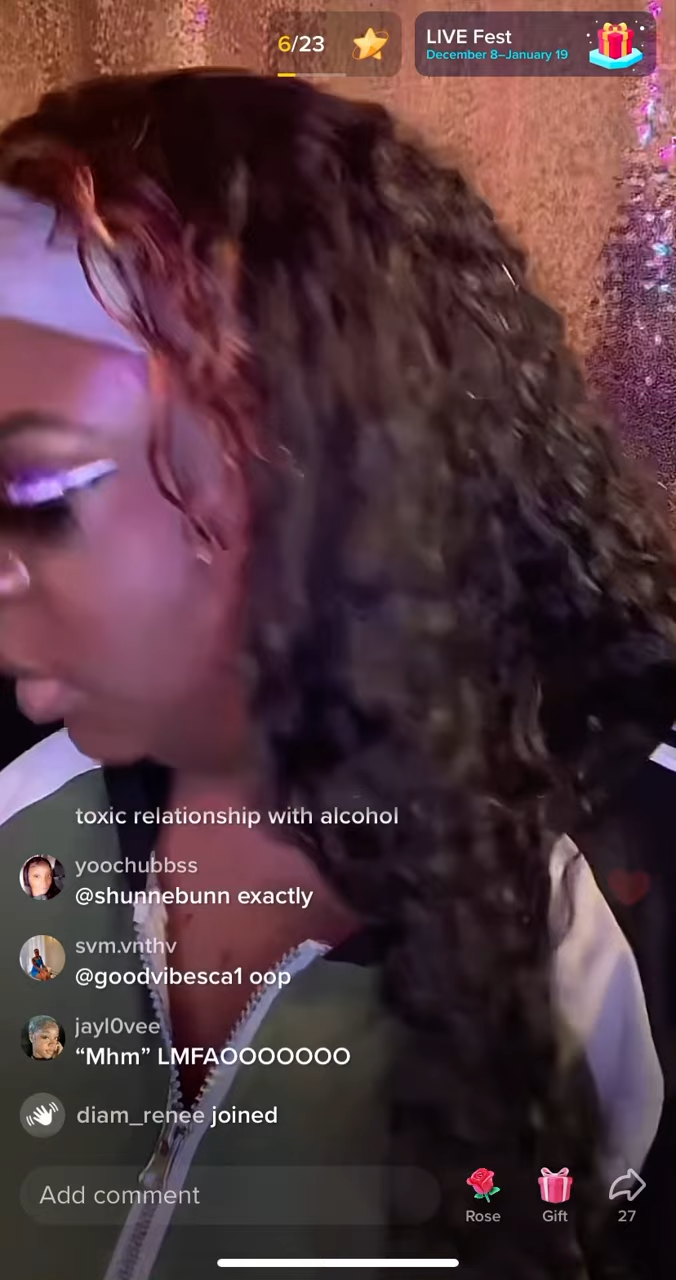 6/23
LIVE Fest
December 8–January 19
toxic relationship with alcohol
yoochubbss
@shunnebunn exactly
svm.vnthv
@goodvibesca1 oop
jayl0vee
“Mhm” LMFAOOOOOOO
diam_renee joined
Add comment
Rose
Gift
27